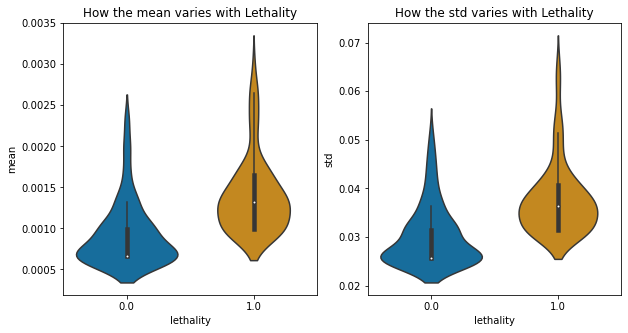 How the mean varies with Lethality
How the std varies with Lethality
0.0035
0.0030
0.0025
0.0020
0.0015
0.0010
0.0005
mean
0.0
1.0
lethality
0.07
0.06
0.05
0.04
0.03
0.02
std
0.0
1.0
lethality